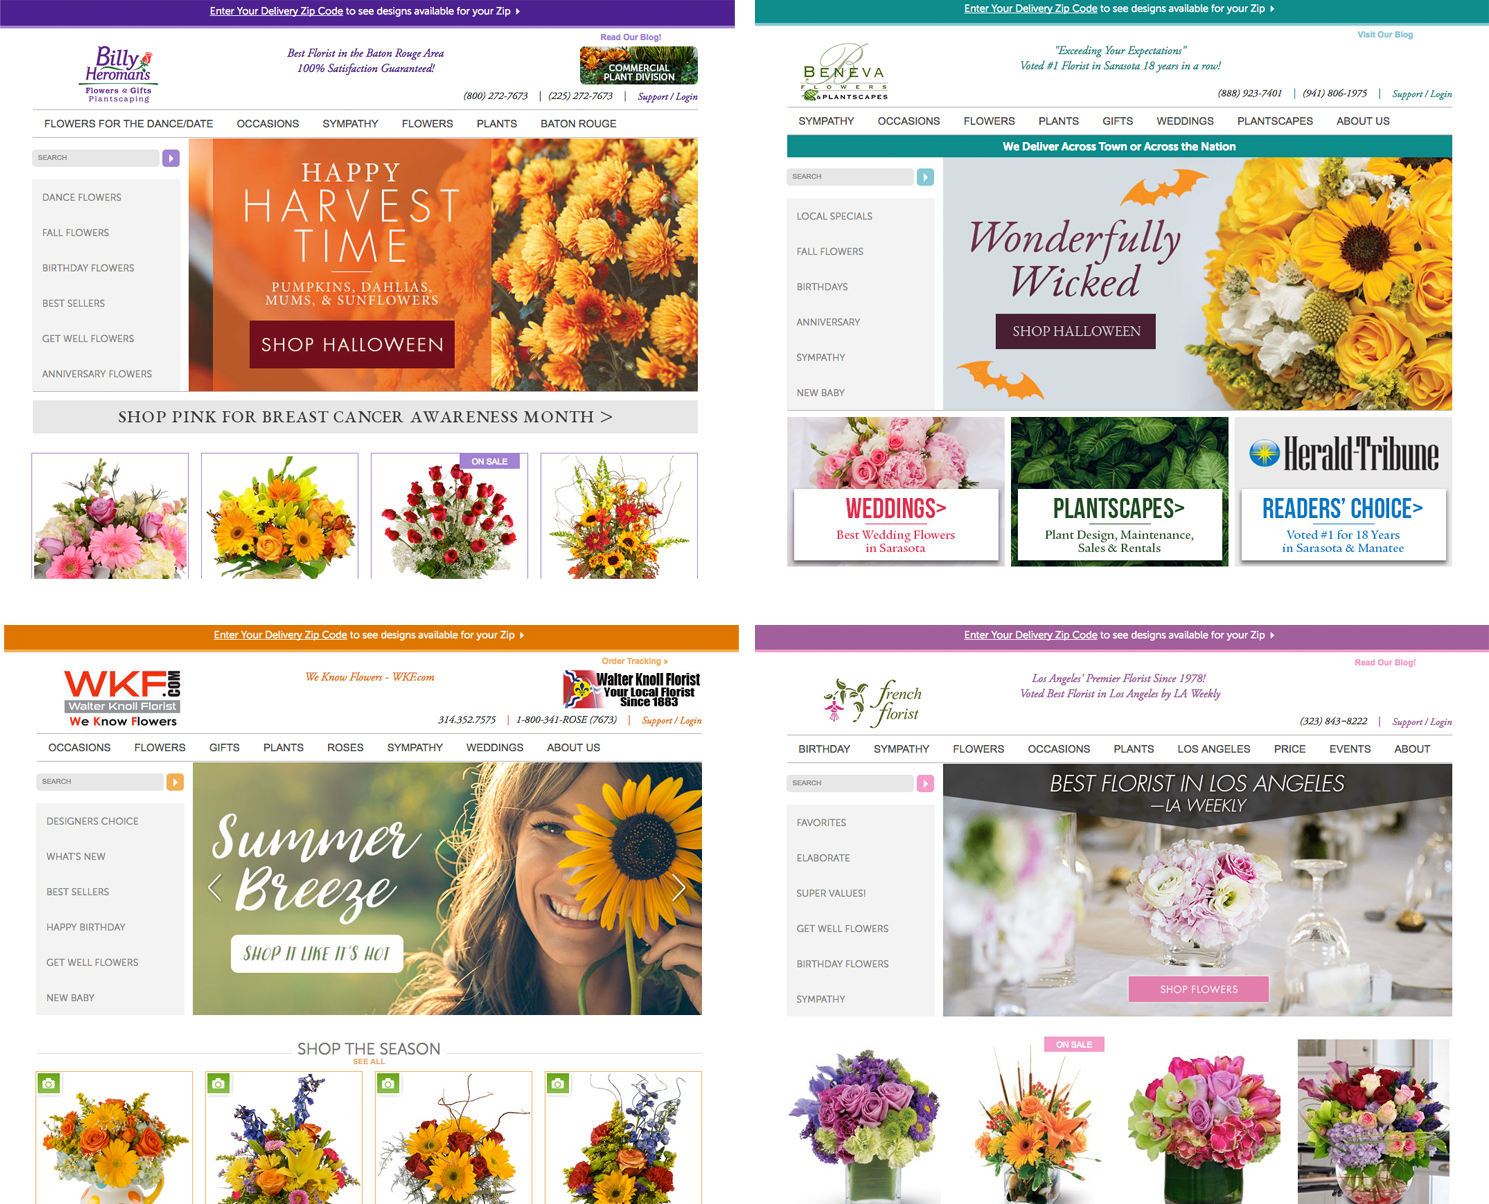 Enter Your Delivery Zip Code to see designs available for your Zip
Read Our Blog!
Billy
Heroman's
Flowers & Gifts
Plantscaping
Best Florist in the Baton Rouge Area
100% Satisfaction Guaranteed!
COMMERCIAL
PLANT DIVISION
(800) 272-7673 | (225) 272-7673 | Support / Login
FLOWERS FOR THE DANCE/DATE OCCASIONS SYMPATHY FLOWERS PLANTS BATON ROUGE
SEARCH
DANCE FLOWERS
FALL FLOWERS
BIRTHDAY FLOWERS
BEST SELLERS
GET WELL FLOWERS
ANNIVERSARY FLOWERS
HAPPY
HARVEST
TIME
PUMPKINS, DAHLIAS,
MUMS, & SUNFLOWERS
SHOP HALLOWEEN
SHOP PINK FOR BREAST CANCER AWARENESS MONTH >
ON SALE
Enter Your Delivery Zip Code to see designs available for your Zip
Visit Our Blog
B
BENEVA
FLOWERS
& PLANTSCAPES
"Exceeding Your Expectations"
Voted #1 Florist in Sarasota 18 years in a row!
(888) 923-7401 | (941) 806-1975 | Support / Login
SYMPATHY OCCASIONS FLOWERS PLANTS GIFTS WEDDINGS PLANTSCAPES ABOUT US
We Deliver Across Town or Across the Nation
SEARCH
LOCAL SPECIALS
FALL FLOWERS
BIRTHDAYS
ANNIVERSARY
SYMPATHY
NEW BABY
Wonderfully
Wicked
SHOP HALLOWEEN
WEDDINGS>
Best Wedding Flowers
in Sarasota
PLANTSCAPES>
Plant Design, Maintenance,
Sales & Rentals
Herald-Tribune
READERS' CHOICE>
Voted #1 for 18 Years
in Sarasota & Manatee
Enter Your Delivery Zip Code to see designs available for your Zip
Order Tracking »
WKF.COM
Walter Knoll Florist
We Know Flowers
We Know Flowers - WKF.com
Walter Knoll Florist
Your Local Florist
Since 1883
314.352.7575 | 1-800-341-ROSE (7673) | Support / Login
OCCASIONS FLOWERS GIFTS PLANTS ROSES SYMPATHY WEDDINGS ABOUT US
SEARCH
DESIGNERS CHOICE
WHAT'S NEW
BEST SELLERS
HAPPY BIRTHDAY
GET WELL FLOWERS
NEW BABY
Summer
Breeze
SHOP IT LIKE IT'S HOT
SHOP THE SEASON
SEE ALL
Enter Your Delivery Zip Code to see designs available for your Zip
Read Our Blog!
french
florist
Los Angeles' Premier Florist Since 1978!
Voted Best Florist in Los Angeles by LA Weekly
(323) 843-8222 | Support / Login
BIRTHDAY SYMPATHY FLOWERS OCCASIONS PLANTS LOS ANGELES PRICE EVENTS ABOUT
SEARCH
FAVORITES
ELABORATE
SUPER VALUES!
GET WELL FLOWERS
BIRTHDAY FLOWERS
SYMPATHY
BEST FLORIST IN LOS ANGELES
—LA WEEKLY
SHOP FLOWERS
ON SALE